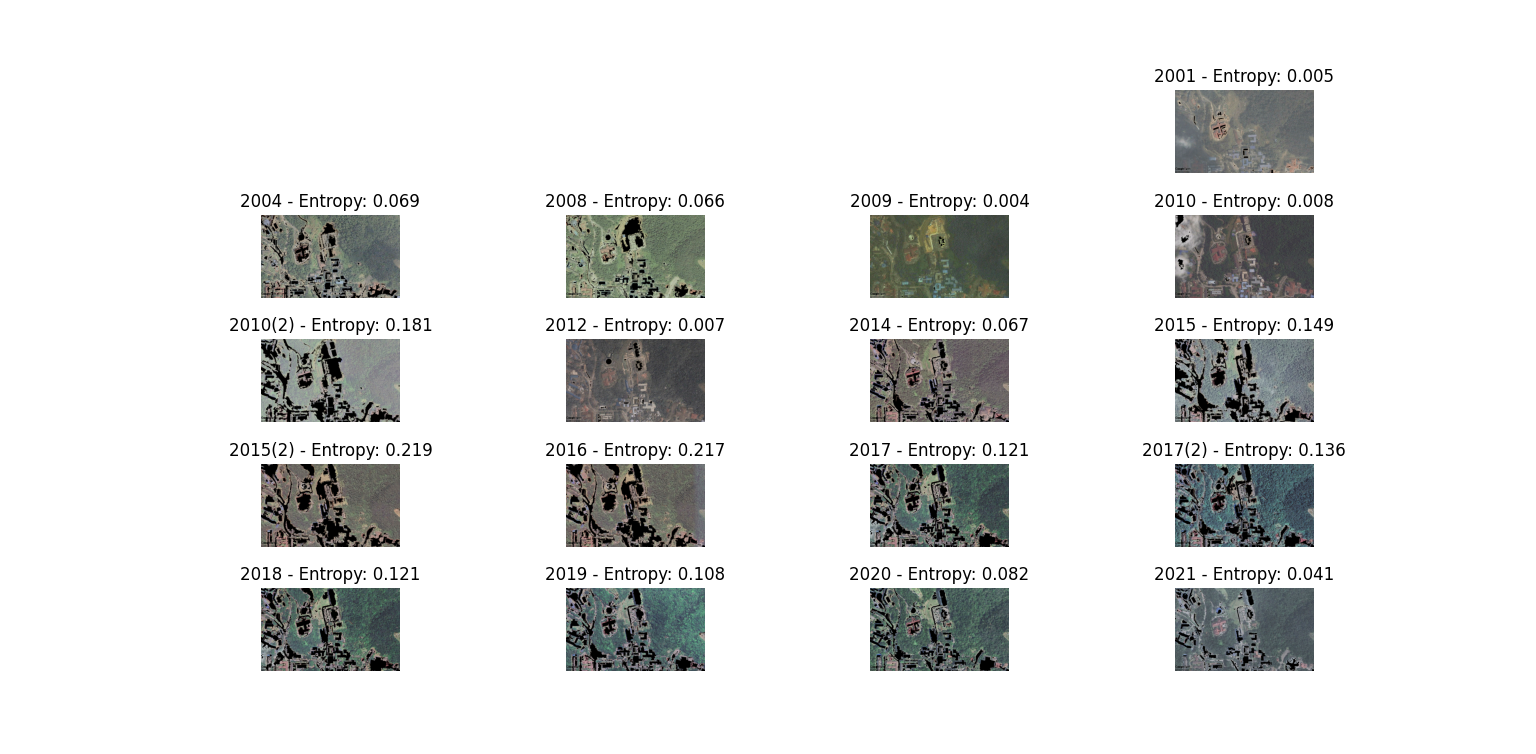 2001 - Entropy: 0.005
2004 - Entropy: 0.069
2008 - Entropy: 0.066
2009 - Entropy: 0.004
2010 - Entropy: 0.008
2010(2) - Entropy: 0.181
2012 - Entropy: 0.007
2014 - Entropy: 0.067
2015 - Entropy: 0.149
2015(2) - Entropy: 0.219
2016 - Entropy: 0.217
2017 - Entropy: 0.121
2017(2) - Entropy: 0.136
2018 - Entropy: 0.121
2019 - Entropy: 0.108
2020 - Entropy: 0.082
2021 - Entropy: 0.041